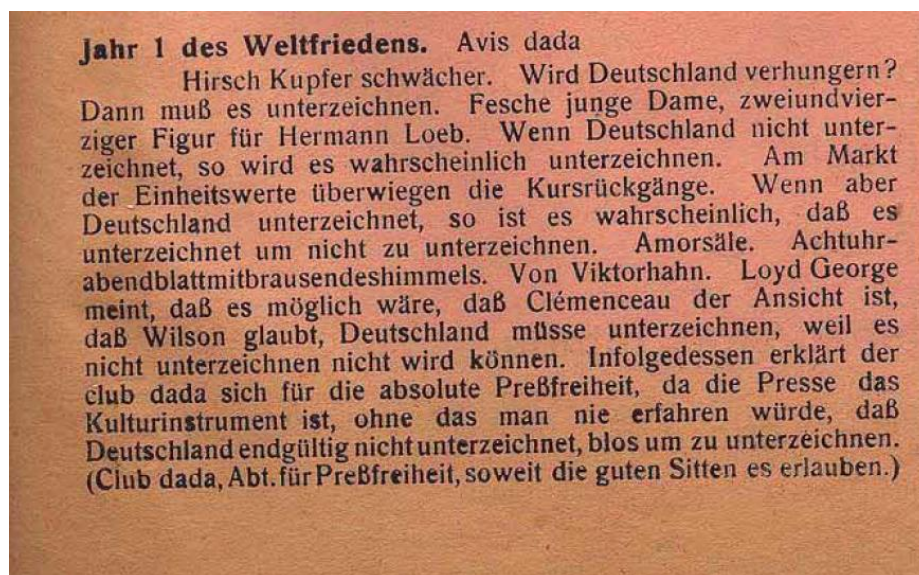 Jahr 1 des Weltfriedens. Avis dada
Hirsch Kupfer schwächer. Wird Deutschland verhungern?
Dann muß es unterzeichnen. Fesche junge Dame, zweiundvier-
ziger Figur für Hermann Loeb. Wenn Deutschland nicht unter-
zeichnet, so wird es wahrscheinlich unterzeichnen. Am Markt
der Einheitswerte überwiegen die Kursrückgänge. Wenn aber
Deutschland unterzeichnet, so ist es wahrscheinlich, daß es
unterzeichnet um nicht zu unterzeichnen. Amorsäle. Achtuhr-
abendblattmitbrausendeshimmels. Von Viktorhahn. Loyd George
meint, daß es möglich wäre, daß Clémenceau der Ansicht ist,
daß Wilson glaubt, Deutschland müsse unterzeichnen, weil es
nicht unterzeichnen nicht wird können. Infolgedessen erklärt der
club dada sich für die absolute Preßfreiheit, da die Presse das
Kulturinstrument ist, ohne das man nie erfahren würde, daß
Deutschland endgültig nicht unterzeichnet, blos um zu unterzeichnen.
(Club dada, Abt. für Preßfreiheit, soweit die guten Sitten es erlauben.)